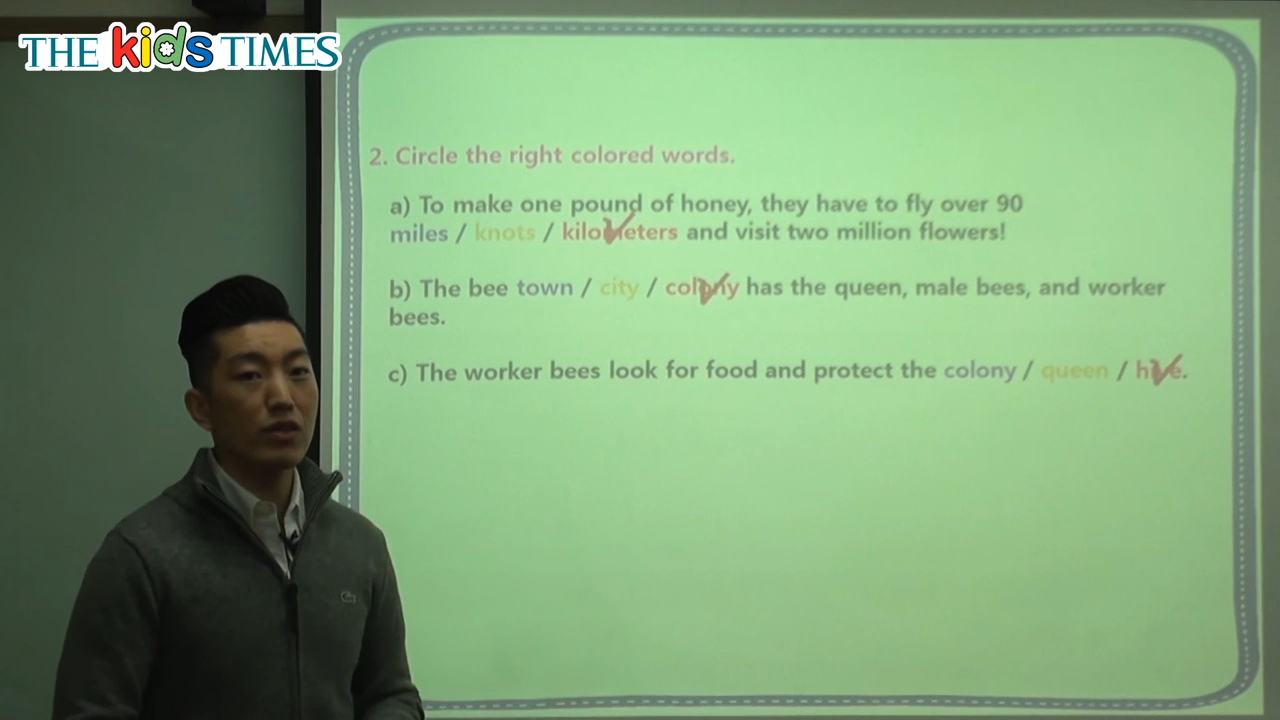 THE kids TIMES
2. Circle the right colored words.
a) To make one pound of honey, they have to fly over 90
miles / knots / kilometers and visit two million flowers!
b) The bee town / city / colony has the queen, male bees, and worker
bees.
c) The worker bees look for food and protect the colony / queen / hive.